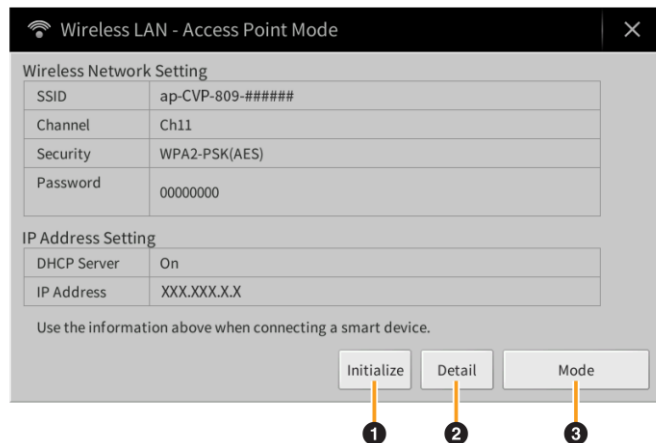 Wireless LAN - Access Point Mode
Wireless Network Setting
SSID ap-CVP-809-######
Channel Ch11
Security WPA2-PSK(AES)
Password 00000000
IP Address Setting
DHCP Server On
IP Address XXX.XXX.X.X
Use the information above when connecting a smart device.
Initialize Detail Mode
1 2 3